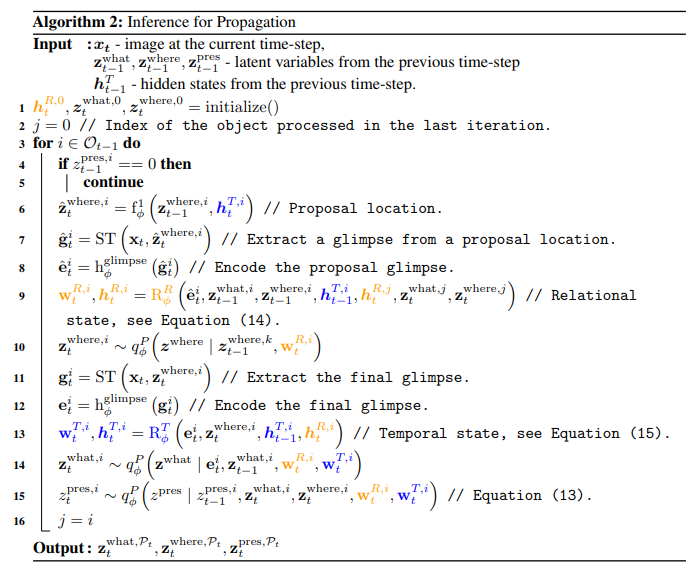 Algorithm 2: Inference for Propagation
Input : $\boldsymbol{x}_t$ - image at the current time-step,
$\mathbf{z}_{t-1}^{\text{what}}, \mathbf{z}_{t-1}^{\text{where}}, \mathbf{z}_{t-1}^{\text{pres}}$ - latent variables from the previous time-step
$\boldsymbol{h}_{t-1}^{T}$ - hidden states from the previous time-step.
1 $\boldsymbol{h}_t^{R,0}, \boldsymbol{z}_t^{\text{what},0}, \boldsymbol{z}_t^{\text{where},0} = \text{initialize()}$
2 $j = 0$ // Index of the object processed in the last iteration.
3 for $i \in \mathcal{O}_{t-1}$ do
4 if $z_{t-1}^{\text{pres},i} == 0$ then
5 continue
6 $\hat{\mathbf{z}}_t^{\text{where},i} = \mathrm{f}_\phi^1 \left( \mathbf{z}_{t-1}^{\text{where},i}, \boldsymbol{h}_t^{T,i} \right)$ // Proposal location.
7 $\hat{\mathbf{g}}_t^i = \mathrm{ST} \left( \mathbf{x}_t, \hat{\mathbf{z}}_t^{\text{where},i} \right)$ // Extract a glimpse from a proposal location.
8 $\hat{\mathbf{e}}_t^i = \mathrm{h}_\phi^{\text{glimpse}} \left( \hat{\mathbf{g}}_t^i \right)$ // Encode the proposal glimpse.
9 $\mathbf{w}_t^{R,i}, \boldsymbol{h}_t^{R,i} = \mathrm{R}_\phi^R \left( \hat{\mathbf{e}}_t^i, \mathbf{z}_{t-1}^{\text{what},i}, \mathbf{z}_{t-1}^{\text{where},i}, \boldsymbol{h}_{t-1}^{T,i}, \boldsymbol{h}_t^{R,j}, \mathbf{z}_t^{\text{what},j}, \mathbf{z}_t^{\text{where},j} \right)$ // Relational
state, see Equation (14).
10 $\mathbf{z}_t^{\text{where},i} \sim q_\phi^P \left( \boldsymbol{z}^{\text{where}} \mid z_{t-1}^{\text{where},k}, \mathbf{w}_t^{R,i} \right)$
11 $\mathbf{g}_t^i = \mathrm{ST} \left( \mathbf{x}_t, \mathbf{z}_t^{\text{where},i} \right)$ // Extract the final glimpse.
12 $\mathbf{e}_t^i = \mathrm{h}_\phi^{\text{glimpse}} \left( \mathbf{g}_t^i \right)$ // Encode the final glimpse.
13 $\mathbf{w}_t^{T,i}, \boldsymbol{h}_t^{T,i} = \mathrm{R}_\phi^T \left( \mathbf{e}_t^i, \mathbf{z}_t^{\text{where},i}, \boldsymbol{h}_{t-1}^{T,i}, \boldsymbol{h}_t^{R,i} \right)$ // Temporal state, see Equation (15).
14 $\mathbf{z}_t^{\text{what},i} \sim q_\phi^P \left( \mathbf{z}^{\text{what}} \mid \mathbf{e}_t^i, \mathbf{z}_{t-1}^{\text{what},i}, \mathbf{w}_t^{R,i}, \mathbf{w}_t^{T,i} \right)$
15 $z_t^{\text{pres},i} \sim q_\phi^P \left( z^{\text{pres}} \mid z_{t-1}^{\text{pres},i}, \mathbf{z}_t^{\text{what},i}, \mathbf{z}_t^{\text{where},i}, \mathbf{w}_t^{R,i}, \mathbf{w}_t^{T,i} \right)$ // Equation (13).
16 $j = i$
Output: $\mathbf{z}_t^{\text{what},\mathcal{P}_t}, \mathbf{z}_t^{\text{where},\mathcal{P}_t}, \mathbf{z}_t^{\text{pres},\mathcal{P}_t}$